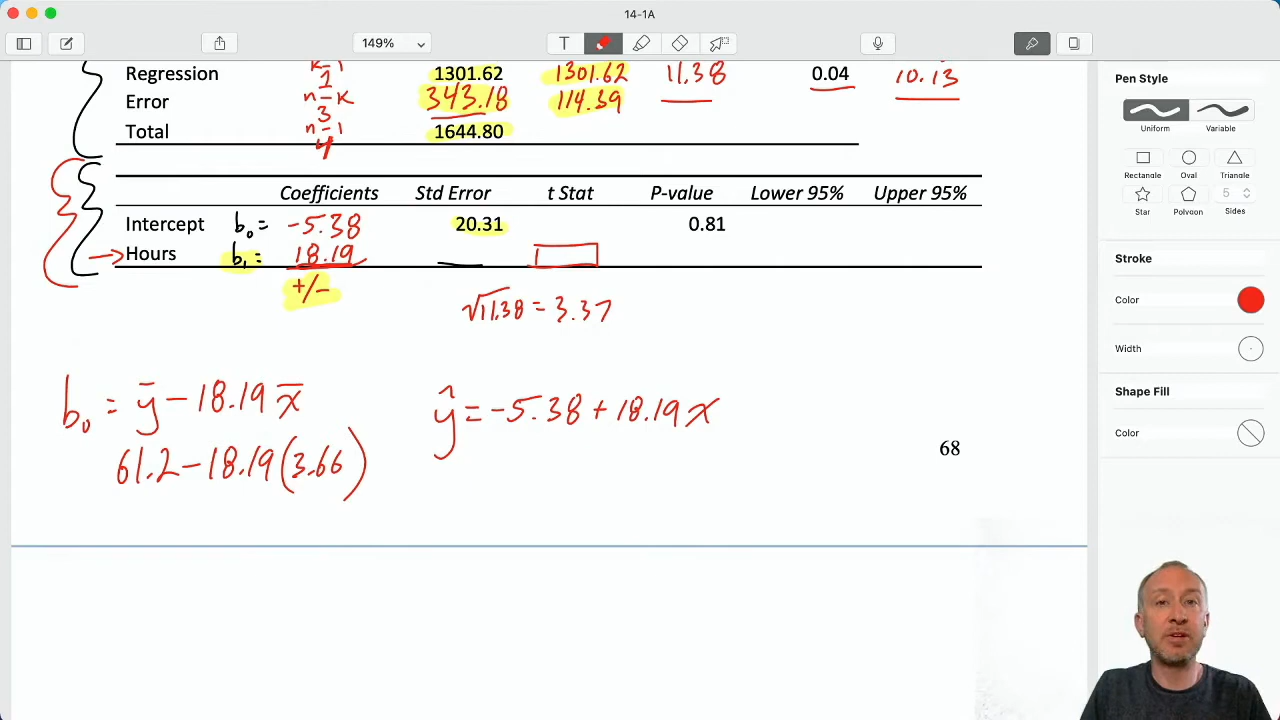 14-1A
149%
T
Pen Style
Uniform Variable
Rectangle Oval Triangle
Star Polygon Sides
5
Stroke
Color
Width
Shape Fill
Color
k-1
Regression 1 1301.62 1301.62 11.38 0.04 10.13
n-k
Error 3 343.18 114.39
n-1
Total 4 1644.80
Coefficients Std Error t Stat P-value Lower 95% Upper 95%
Intercept b₀ = -5.38 20.31 0.81
Hours b₁ = 18.19
+/-
√11.38 = 3.37
b₀ = ȳ - 18.19 x̄
ŷ = -5.38 + 18.19x
61.2 - 18.19(3.66)
68